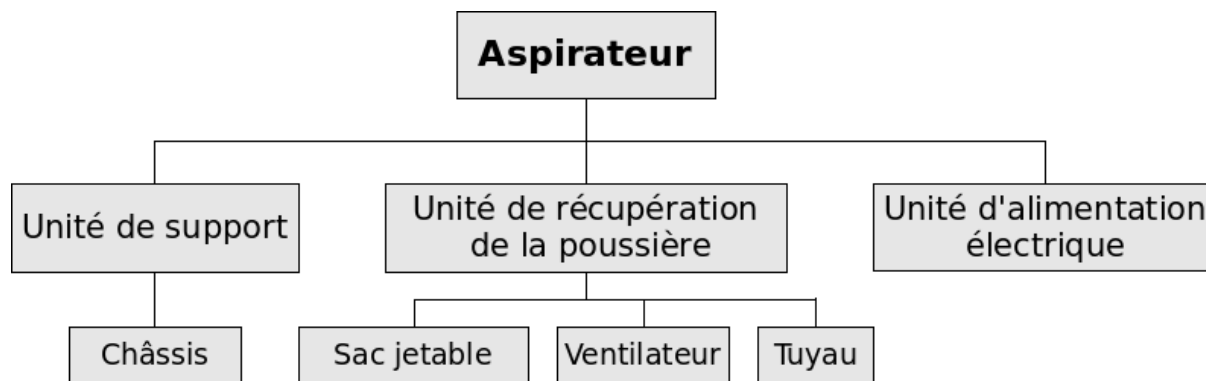 Aspirateur
Unité de support
Unité de récupération
de la poussière
Unité d'alimentation
électrique
Châssis
Sac jetable
Ventilateur
Tuyau